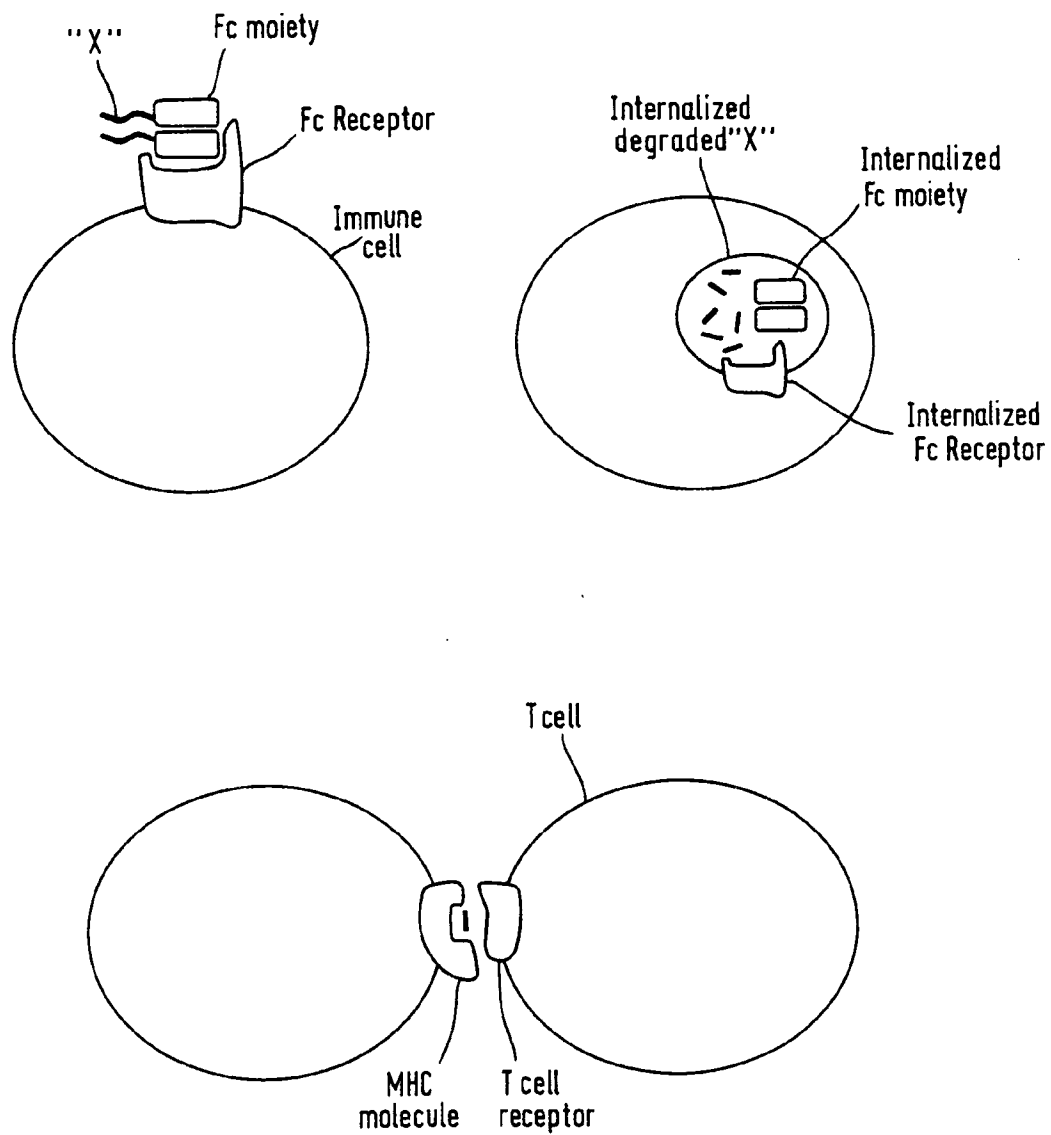 "X"
Fc moiety
Fc Receptor
Immune
cell
Internalized
degraded"X"
Internalized
Fc moiety
Internalized
Fc Receptor
T cell
MHC
molecule
T cell
receptor